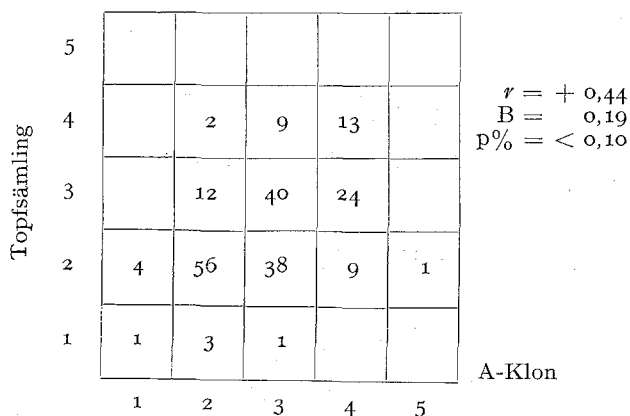 5
4 2 9 13
3 12 40 24
2 4 56 38 9 1
1 1 3 1
1 2 3 4 5
Topfsämling
A-Klon
r = + 0,44
B = 0,19
p% = < 0,10